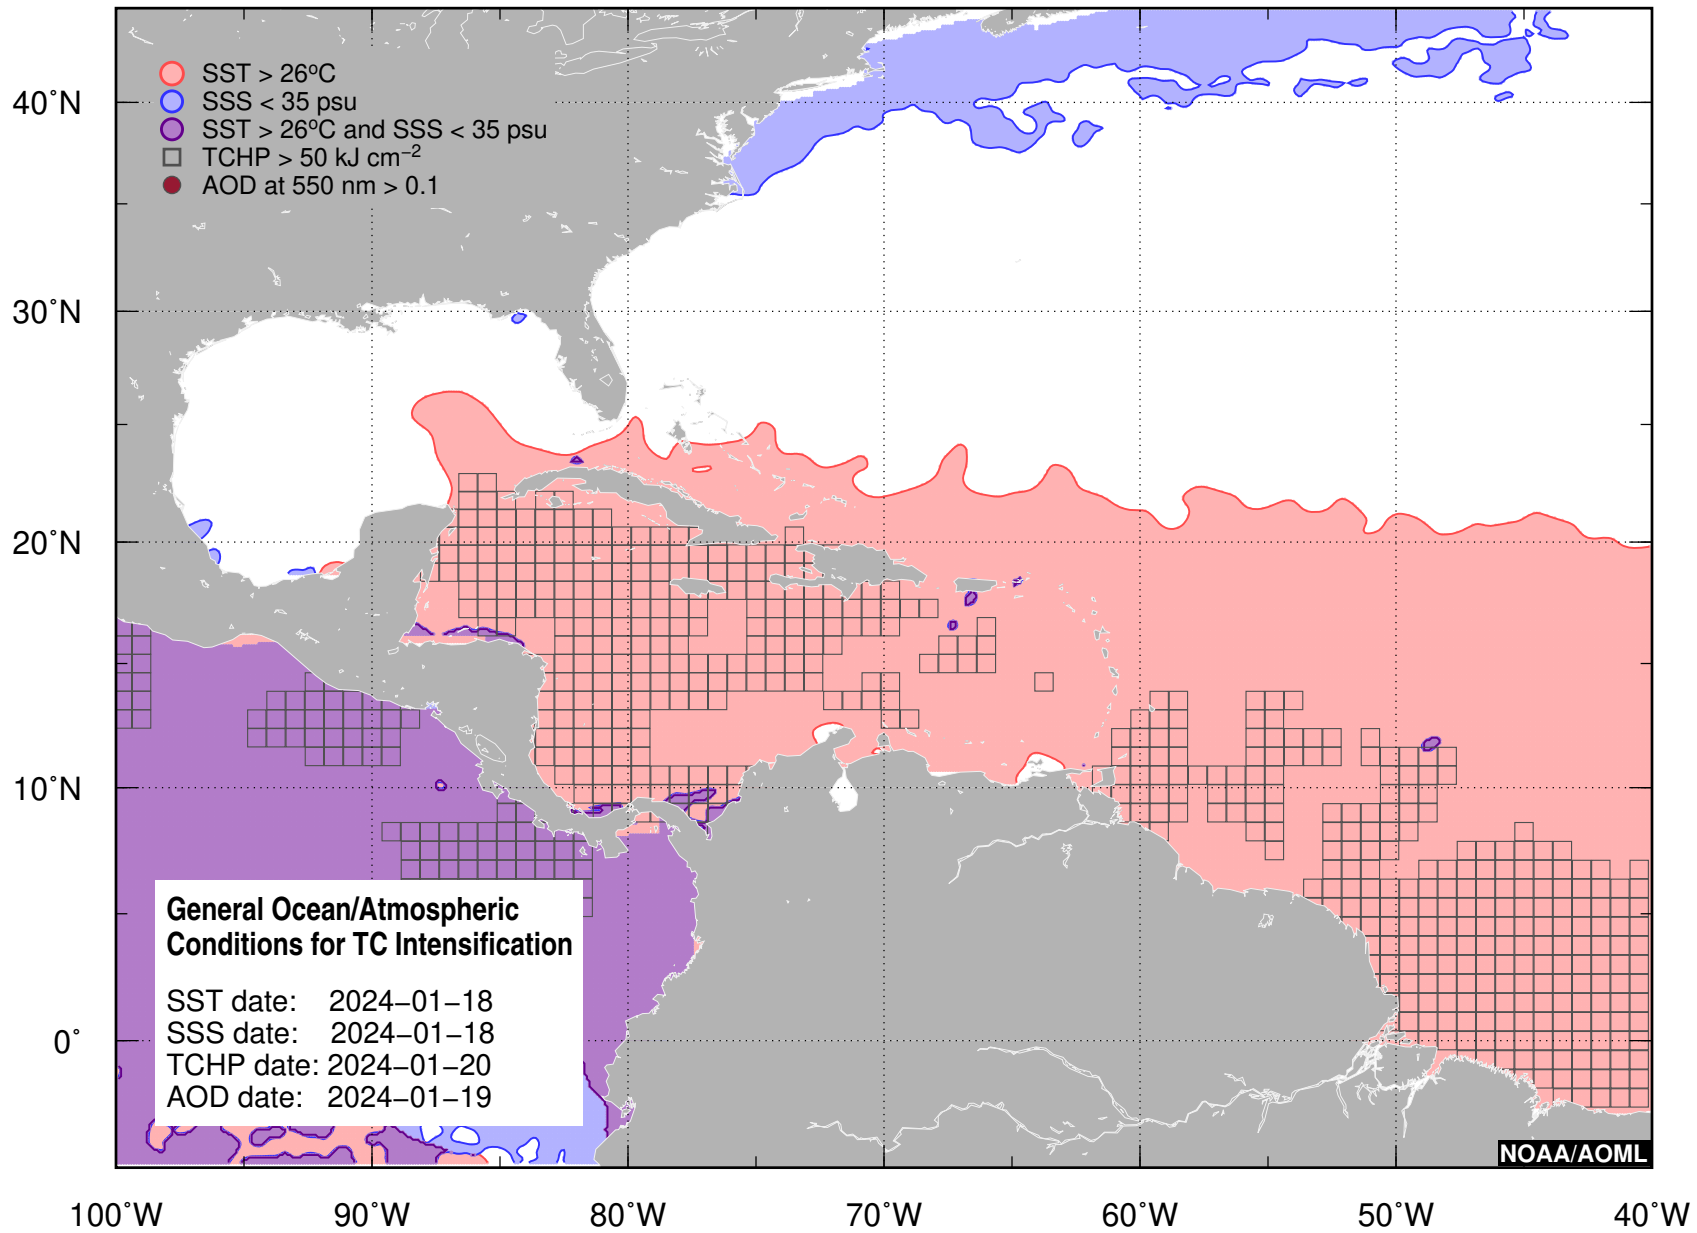 SST > 26°C
SSS < 35 psu
SST > 26°C and SSS < 35 psu
TCHP > 50 kJ cm⁻²
AOD at 550 nm > 0.1
40°N
30°N
20°N
10°N
0°
General Ocean/Atmospheric
Conditions for TC Intensification
SST date: 2024−01−18
SSS date: 2024−01−18
TCHP date: 2024−01−20
AOD date: 2024−01−19
NOAA/AOML
100°W 90°W 80°W 70°W 60°W 50°W 40°W